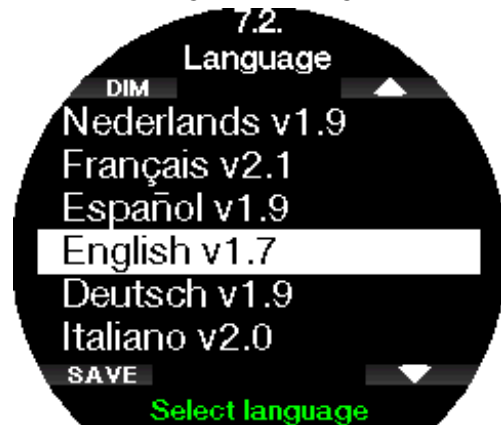 7.2.
Language
DIM
Nederlands v1.9
Français v2.1
Español v1.9
English v1.7
Deutsch v1.9
Italiano v2.0
SAVE
Select language